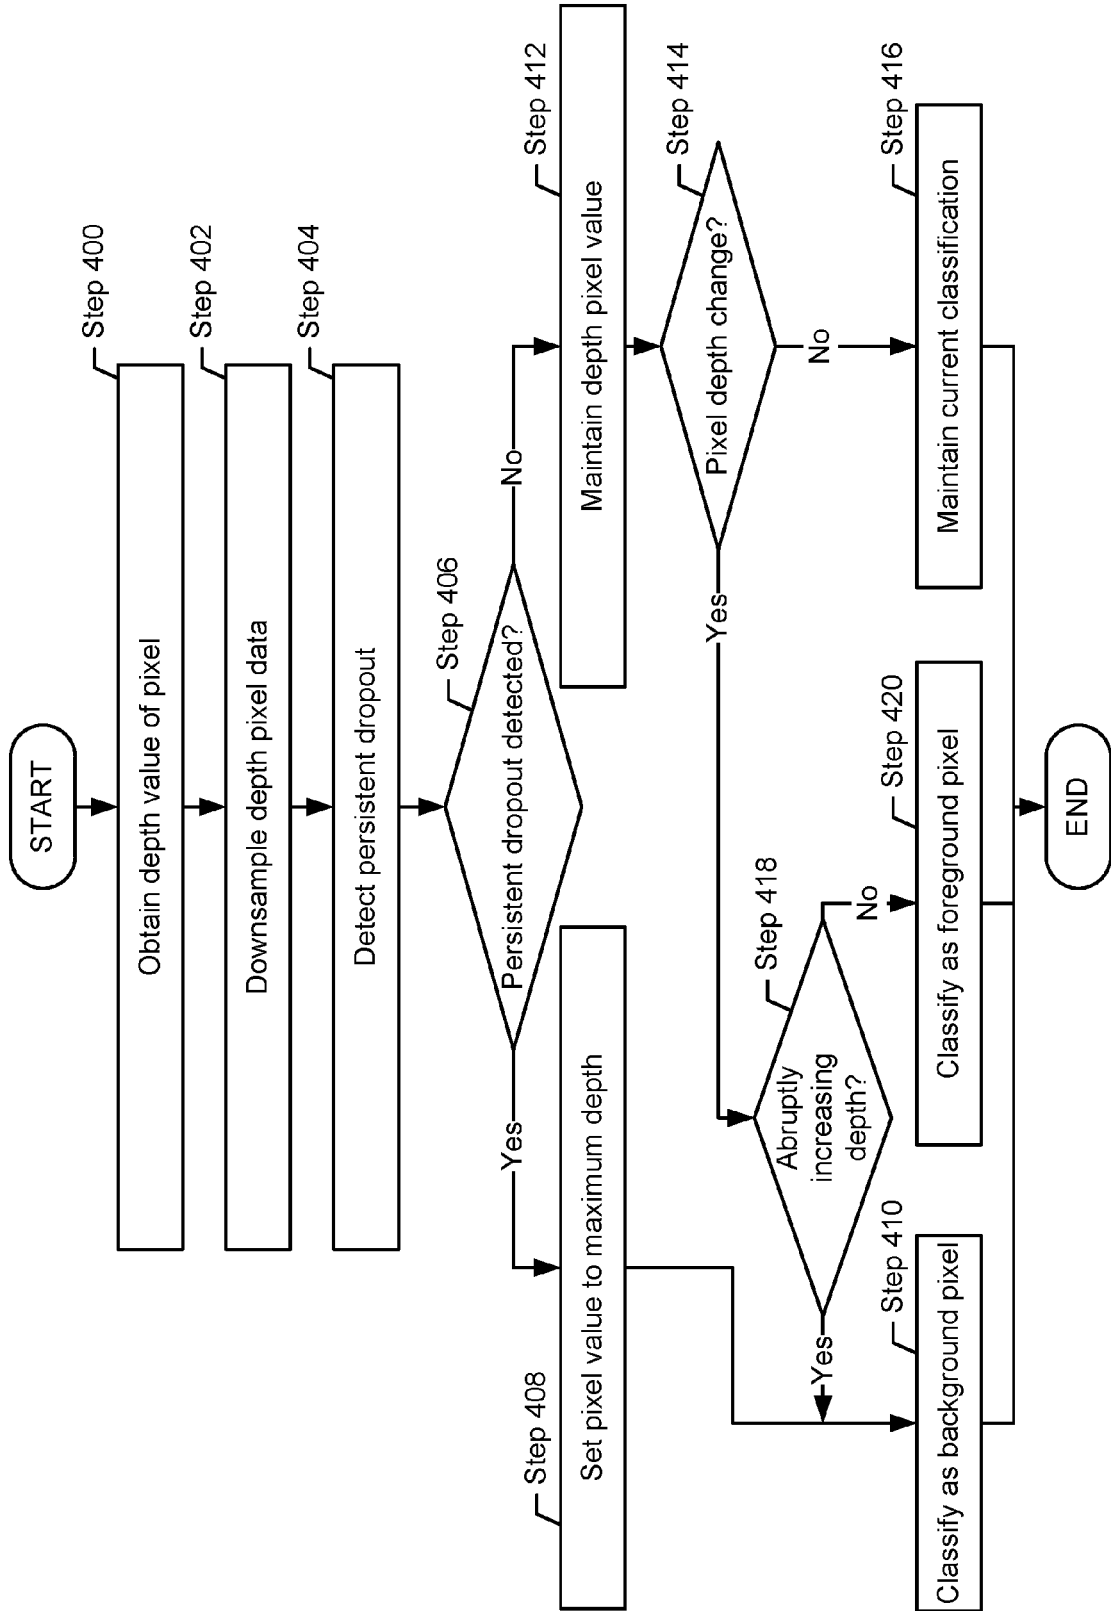 START
Step 400
Obtain depth value of pixel
Step 402
Downsample depth pixel data
Step 404
Detect persistent dropout
Step 406
Persistent dropout detected?
Yes
No
Step 408
Set pixel value to maximum depth
Step 412
Maintain depth pixel value
Step 414
Pixel depth change?
Yes
No
Step 418
Abruptly
increasing
depth?
Yes
No
Step 410
Classify as background pixel
Step 420
Classify as foreground pixel
Step 416
Maintain current classification
END